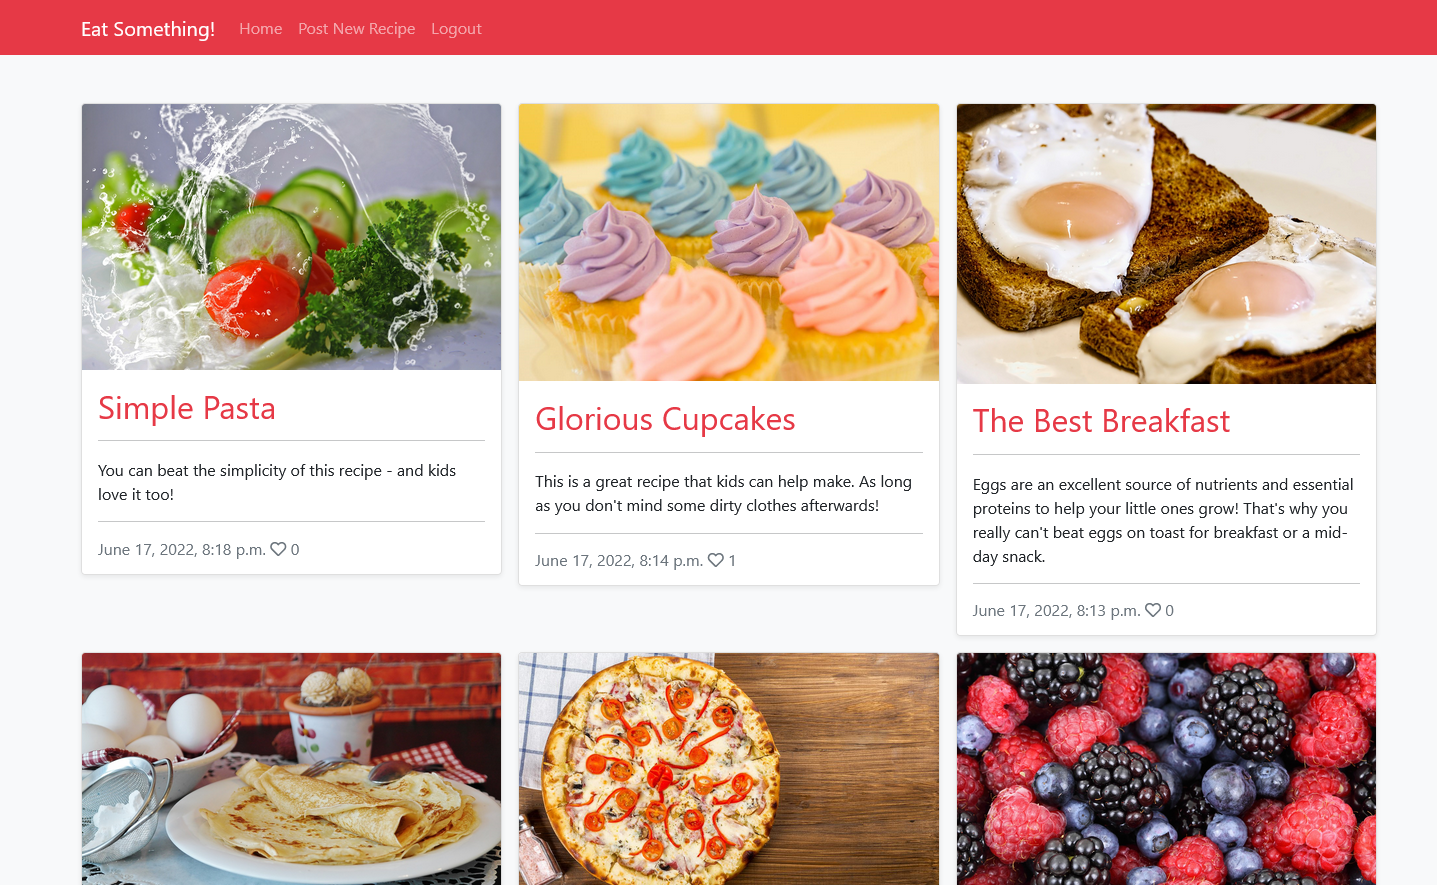 Eat Something! Home Post New Recipe Logout
Simple Pasta
You can beat the simplicity of this recipe - and kids
love it too!
June 17, 2022, 8:18 p.m. 0
Glorious Cupcakes
This is a great recipe that kids can help make. As long
as you don't mind some dirty clothes afterwards!
June 17, 2022, 8:14 p.m. 1
The Best Breakfast
Eggs are an excellent source of nutrients and essential
proteins to help your little ones grow! That's why you
really can't beat eggs on toast for breakfast or a mid-
day snack.
June 17, 2022, 8:13 p.m. 0